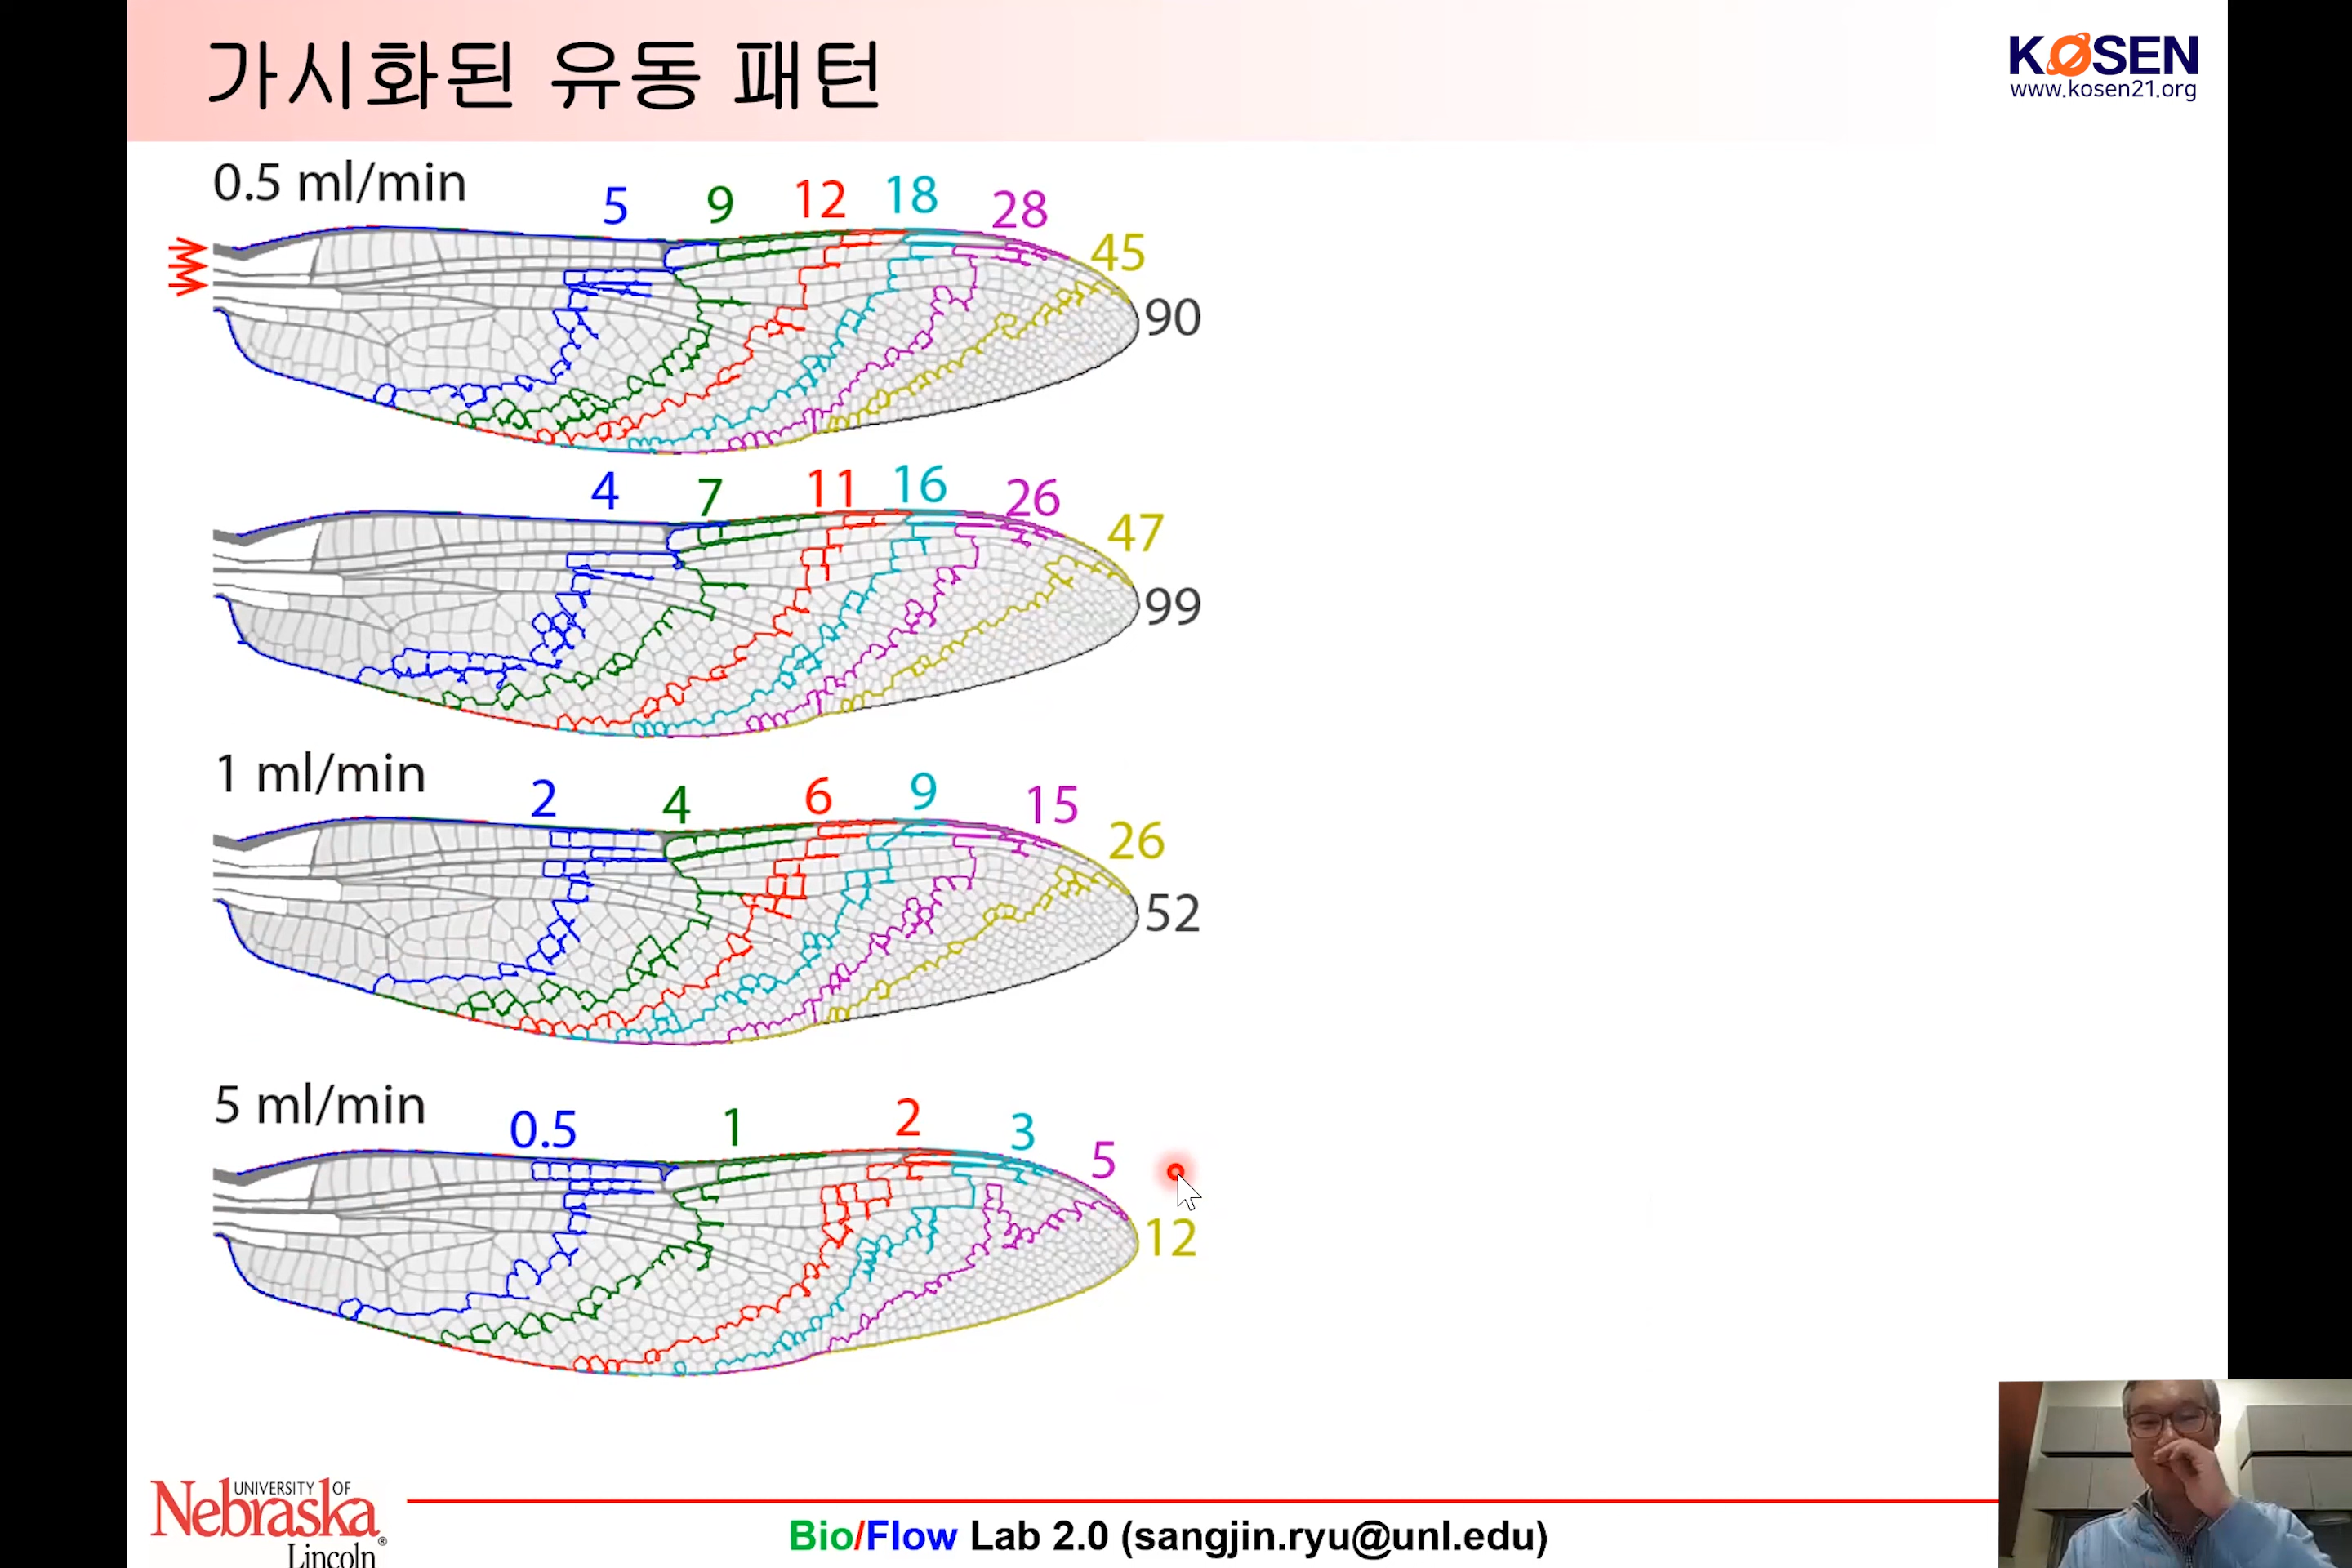 가시화된 유동 패턴
KOSEN
www.kosen21.org
0.5 ml/min
5 9 12 18 28 45 90
4 7 11 16 26 47 99
1 ml/min
2 4 6 9 15 26 52
5 ml/min
0.5 1 2 3 5 12
UNIVERSITY OF
Nebraska®
Lincoln
Bio/Flow Lab 2.0 (sangjin.ryu@unl.edu)